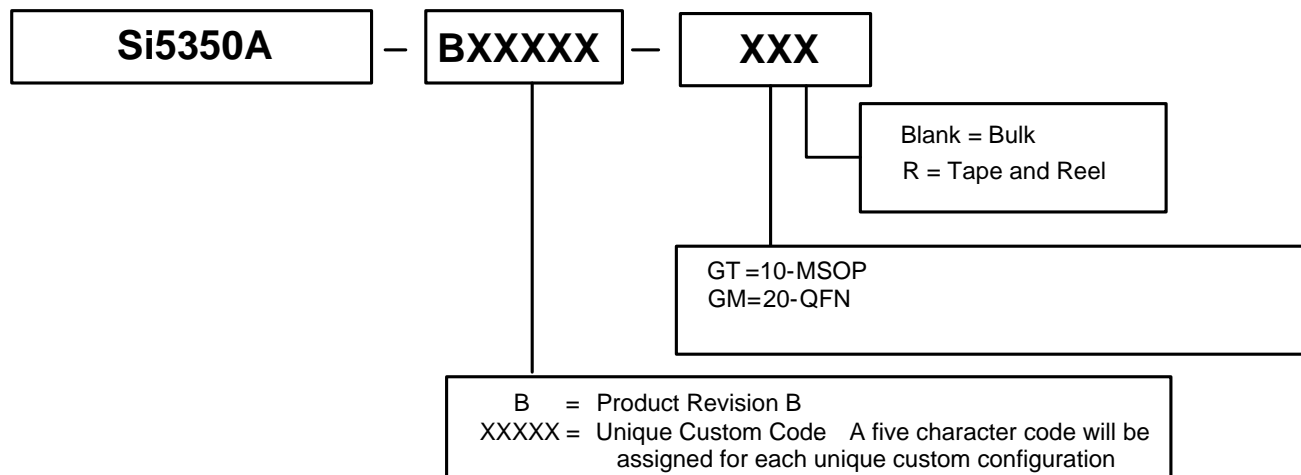 Si5350A – BXXXXX – XXX
Blank = Bulk
R = Tape and Reel
GT =10-MSOP
GM=20-QFN
B = Product Revision B
XXXXX = Unique Custom Code A five character code will be
assigned for each unique custom configuration